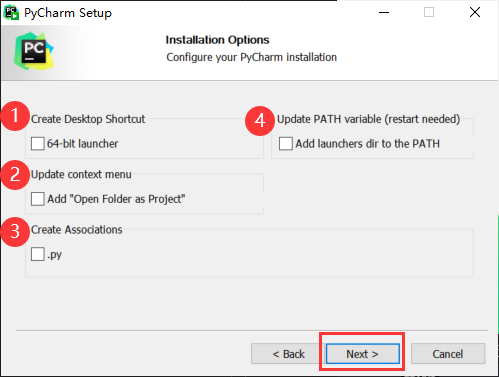 PyCharm Setup
PC
Installation Options
Configure your PyCharm installation
1 Create Desktop Shortcut
64-bit launcher
4 Update PATH variable (restart needed)
Add launchers dir to the PATH
2 Update context menu
Add "Open Folder as Project"
3 Create Associations
.py
< Back
Next >
Cancel